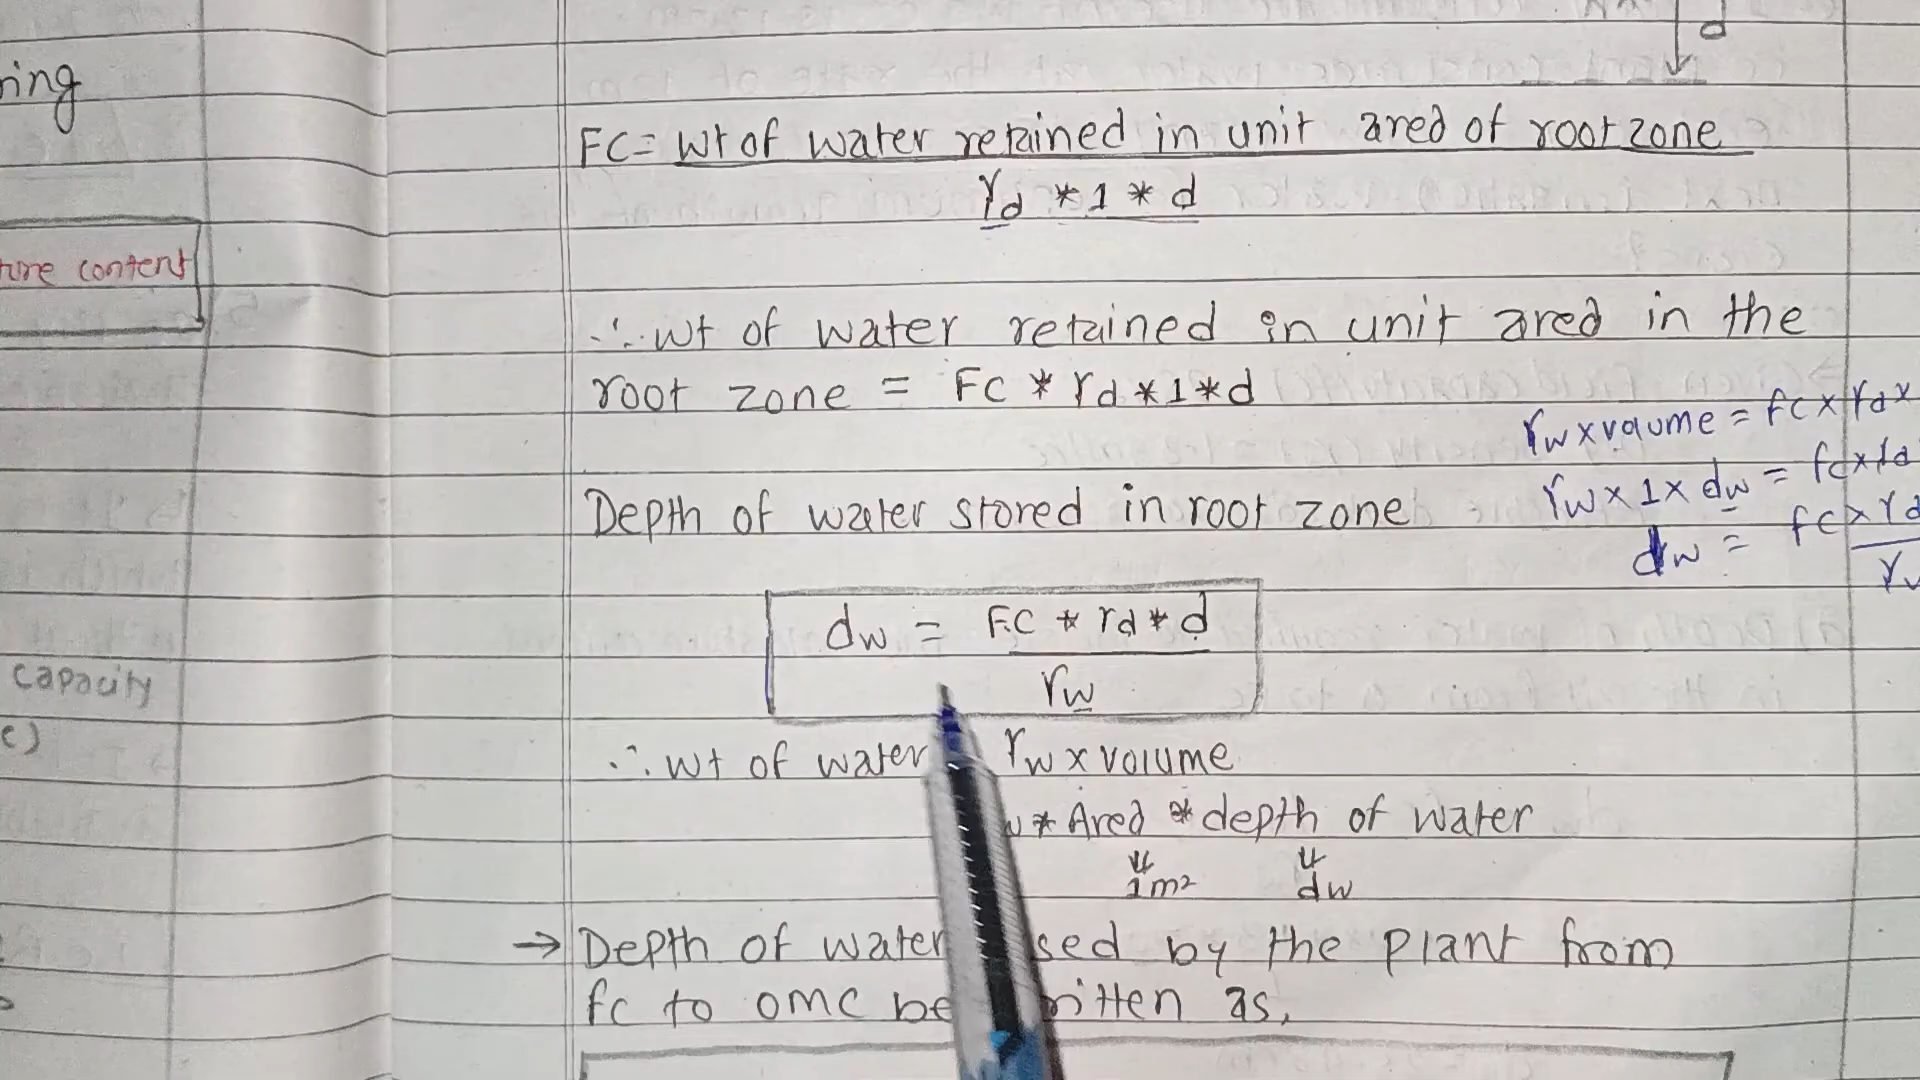 ring
ture content
capacity
c)
d
FC = wt of water retained in unit area of root zone
γd * 1 * d
∴ wt of water retained in unit area in the
root zone = FC * γd * 1 * d
γw x volume = fc x γd x
γw x 1 x dw = fc x γd
dw = fc x γd
Depth of water stored in root zone
dw = FC * γd * d
γw
∴ wt of water γw x volume
* Area * depth of water
1m² dw
→ Depth of water sed by the plant from
fc to omc be itten as,